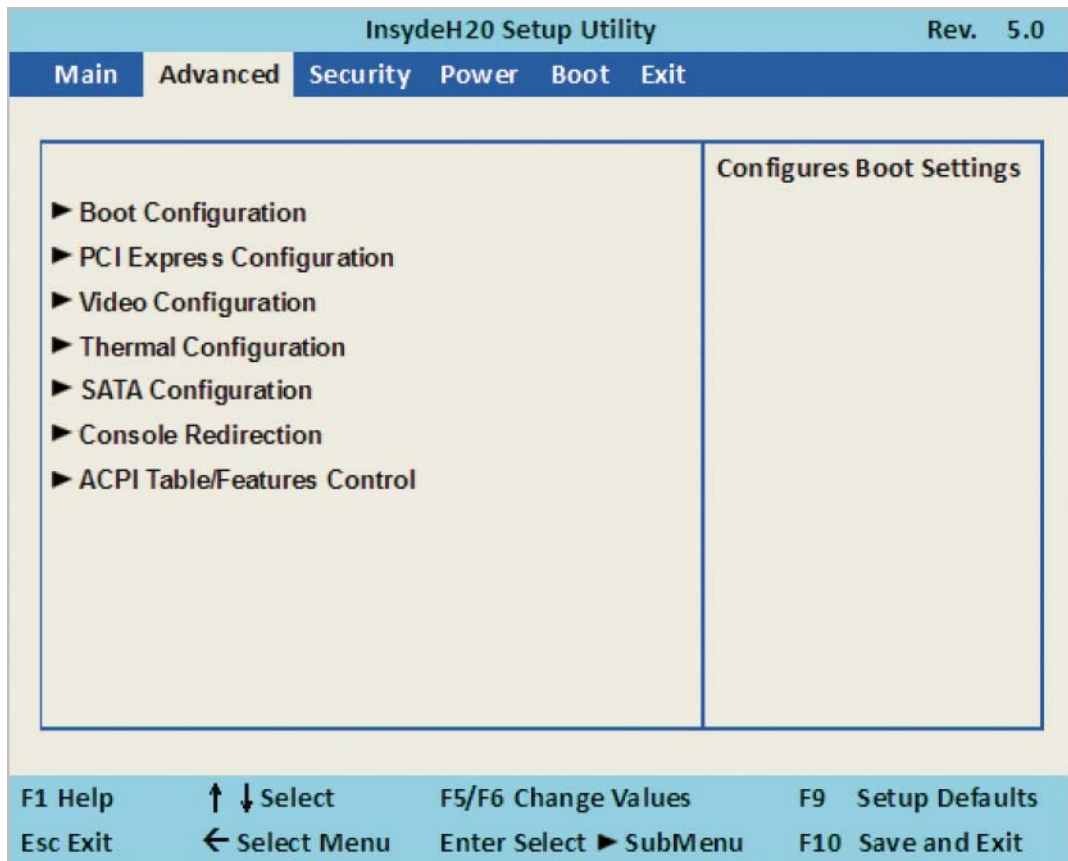 InsydeH20 Setup Utility Rev. 5.0
Main Advanced Security Power Boot Exit
Configures Boot Settings
► Boot Configuration
► PCI Express Configuration
► Video Configuration
► Thermal Configuration
► SATA Configuration
► Console Redirection
► ACPI Table/Features Control
F1 Help ↑ ↓ Select F5/F6 Change Values F9 Setup Defaults
Esc Exit ← Select Menu Enter Select ► SubMenu F10 Save and Exit